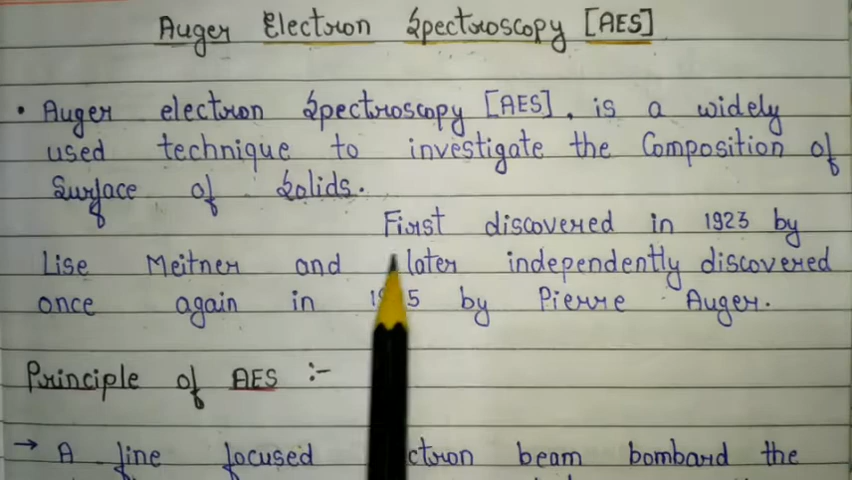 Auger Electron Spectroscopy [AES]
• Auger electron Spectroscopy [AES], is a widely
used technique to investigate the Composition of
Surface of Solids.
First discovered in 1923 by
Lise Meitner and later independently discovered
once again in by Pierre Auger.
Principle of AES :-
→ A fine focused beam bombard the